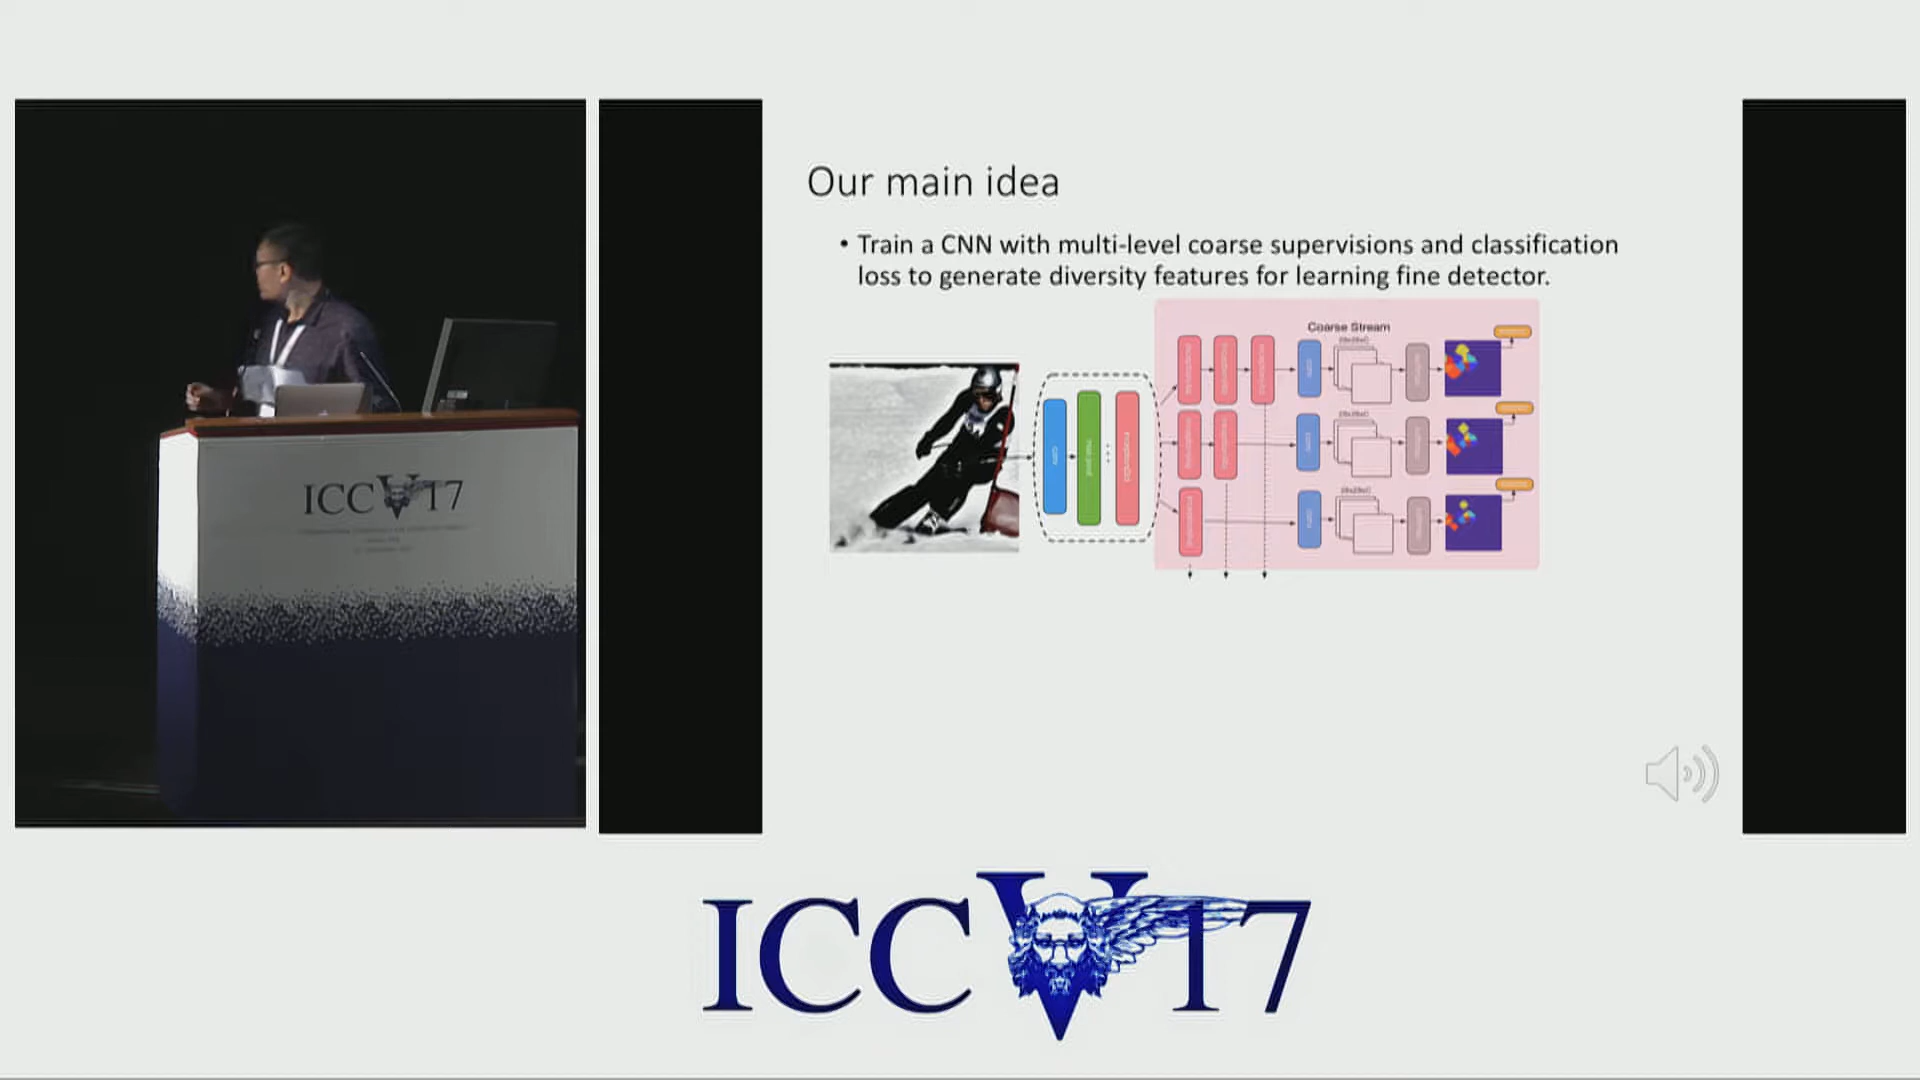 Our main idea
• Train a CNN with multi-level coarse supervisions and classification
loss to generate diversity features for learning fine detector.
Coarse Stream
ICCV17
ICCV17